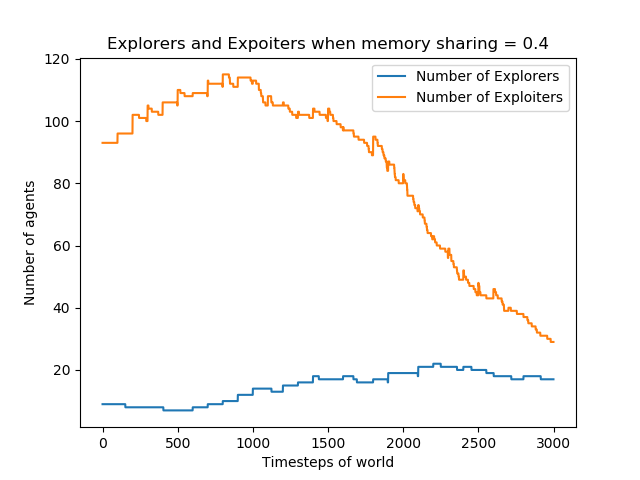 Explorers and Expoiters when memory sharing = 0.4
Number of Explorers
Number of Exploiters
120
100
80
60
40
20
Number of agents
0 500 1000 1500 2000 2500 3000
Timesteps of world